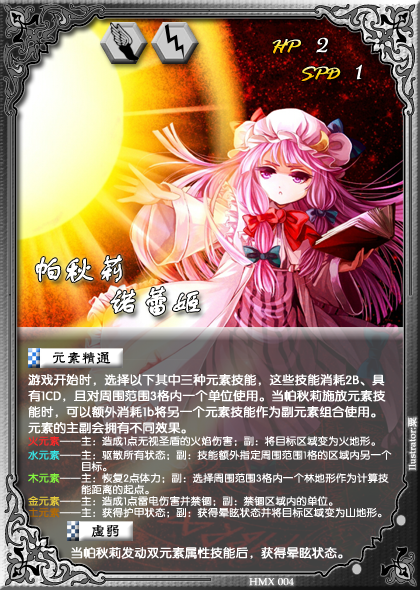 HP 2
SPD 1
帕秋莉
诺蕾姬
元素精通
游戏开始时，选择以下其中三种元素技能，这些技能消耗2B、具
有1CD，且对周围范围3格内一个单位使用。当帕秋莉施放元素技
能时，可以额外消耗1b将另一个元素技能作为副元素组合使用。
元素的主副会拥有不同效果。
火元素——主：造成1点无视圣盾的火焰伤害；副：将目标区域变为火地形。
水元素——主：驱散所有状态；副：技能额外指定周围范围1格的区域内另一个
目标。
木元素——主：恢复2点体力；副：选择周围范围3格内一个林地形作为计算技
能距离的起点。
金元素——主：造成1点雷电伤害并禁锢；副：禁锢区域内的单位。
土元素——主：获得护甲状态；副：获得晕眩状态并将目标区域变为山地形。
虚弱
当帕秋莉发动双元素属性技能后，获得晕眩状态。
HMX 004